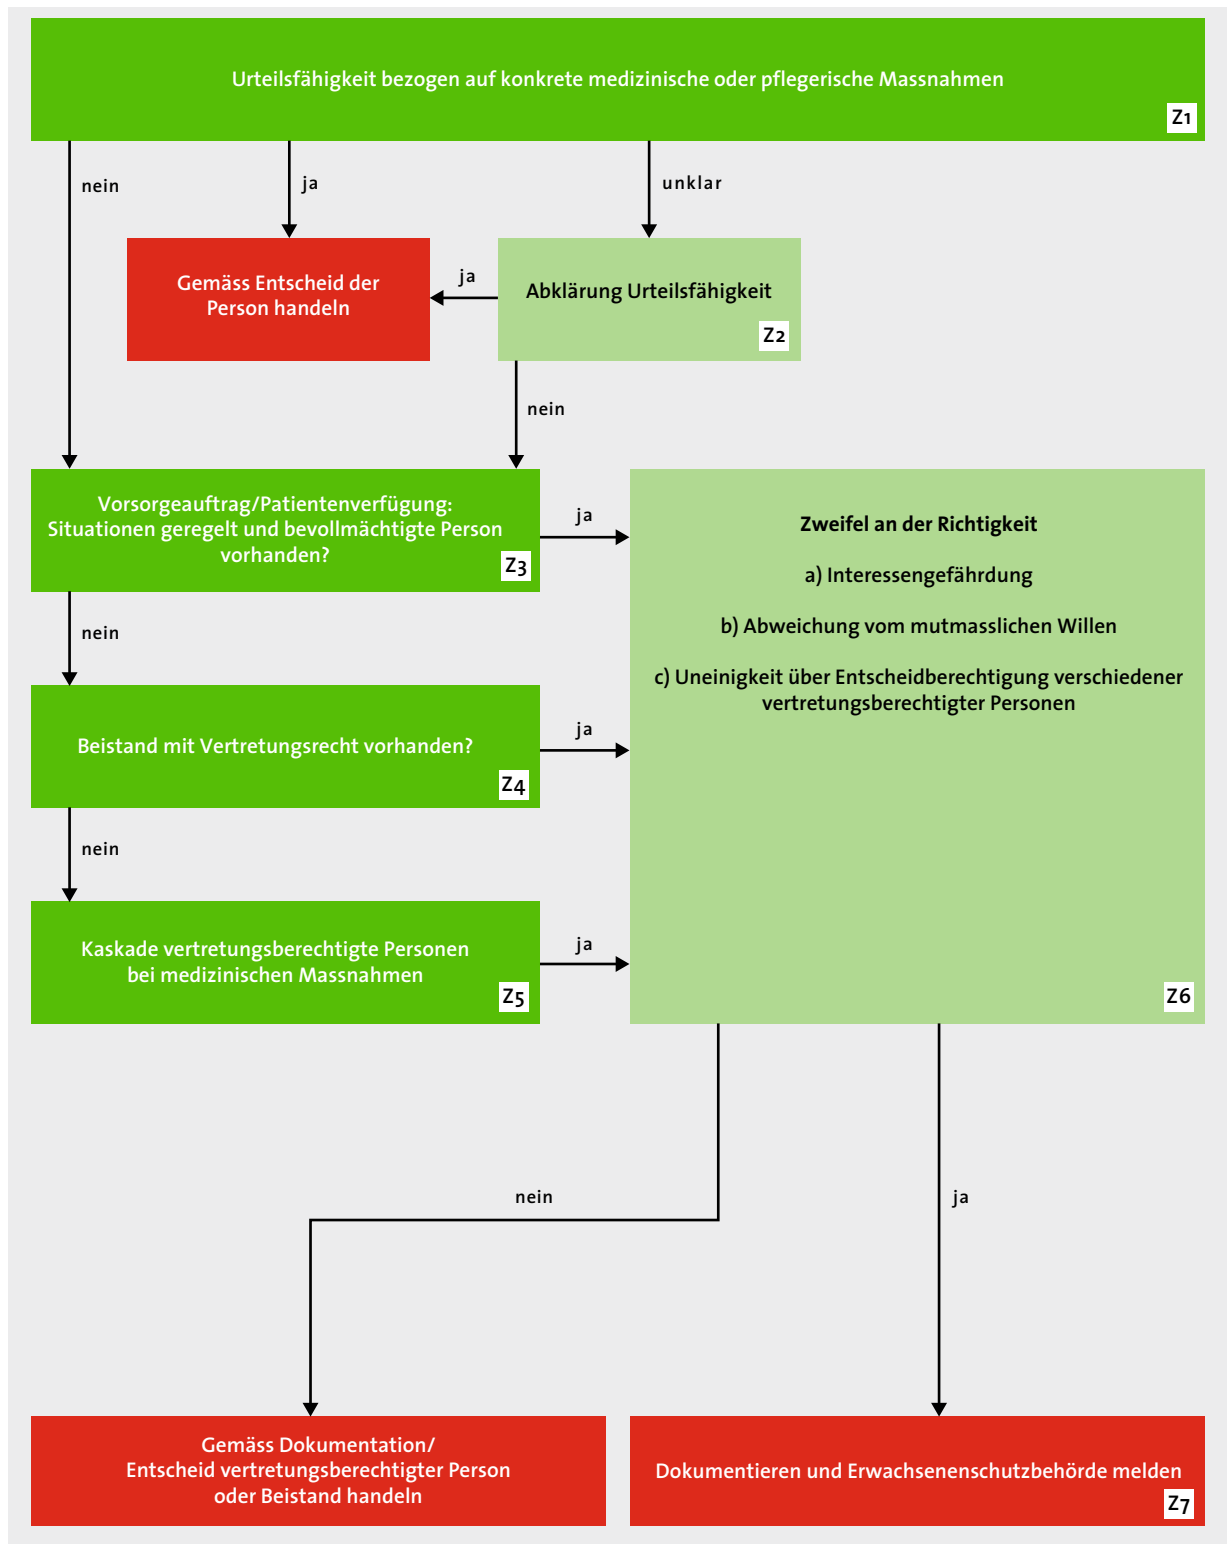 Urteilsfähigkeit bezogen auf konkrete medizinische oder pflegerische Massnahmen
Z1
nein
ja
unklar
Gemäss Entscheid der
Person handeln
ja
Abklärung Urteilsfähigkeit
Z2
nein
Vorsorgeauftrag/Patientenverfügung:
Situationen geregelt und bevollmächtigte Person
vorhanden?
Z3
ja
nein
Beistand mit Vertretungsrecht vorhanden?
Z4
ja
nein
Kaskade vertretungsberechtigte Personen
bei medizinischen Massnahmen
Z5
ja
Zweifel an der Richtigkeit
a) Interessengefährdung
b) Abweichung vom mutmasslichen Willen
c) Uneinigkeit über Entscheidberechtigung verschiedener
vertretungsberechtigter Personen
Z6
nein
ja
Gemäss Dokumentation/
Entscheid vertretungsberechtigter Person
oder Beistand handeln
Dokumentieren und Erwachsenenschutzbehörde melden
Z7